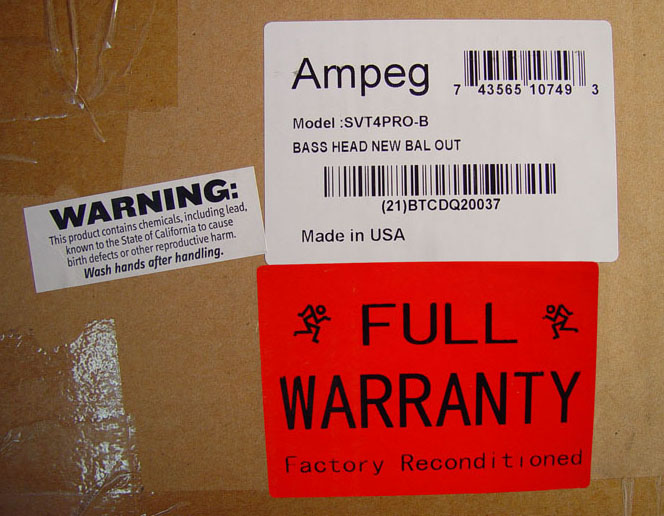 Ampeg
7 43565 10749 3
Model :SVT4PRO-B
BASS HEAD NEW BAL OUT
(21)BTCDQ20037
Made in USA
WARNING:
This product contains chemicals, including lead,
known to the State of California to cause
birth defects or other reproductive harm.
Wash hands after handling.
FULL
WARRANTY
Factory Reconditioned